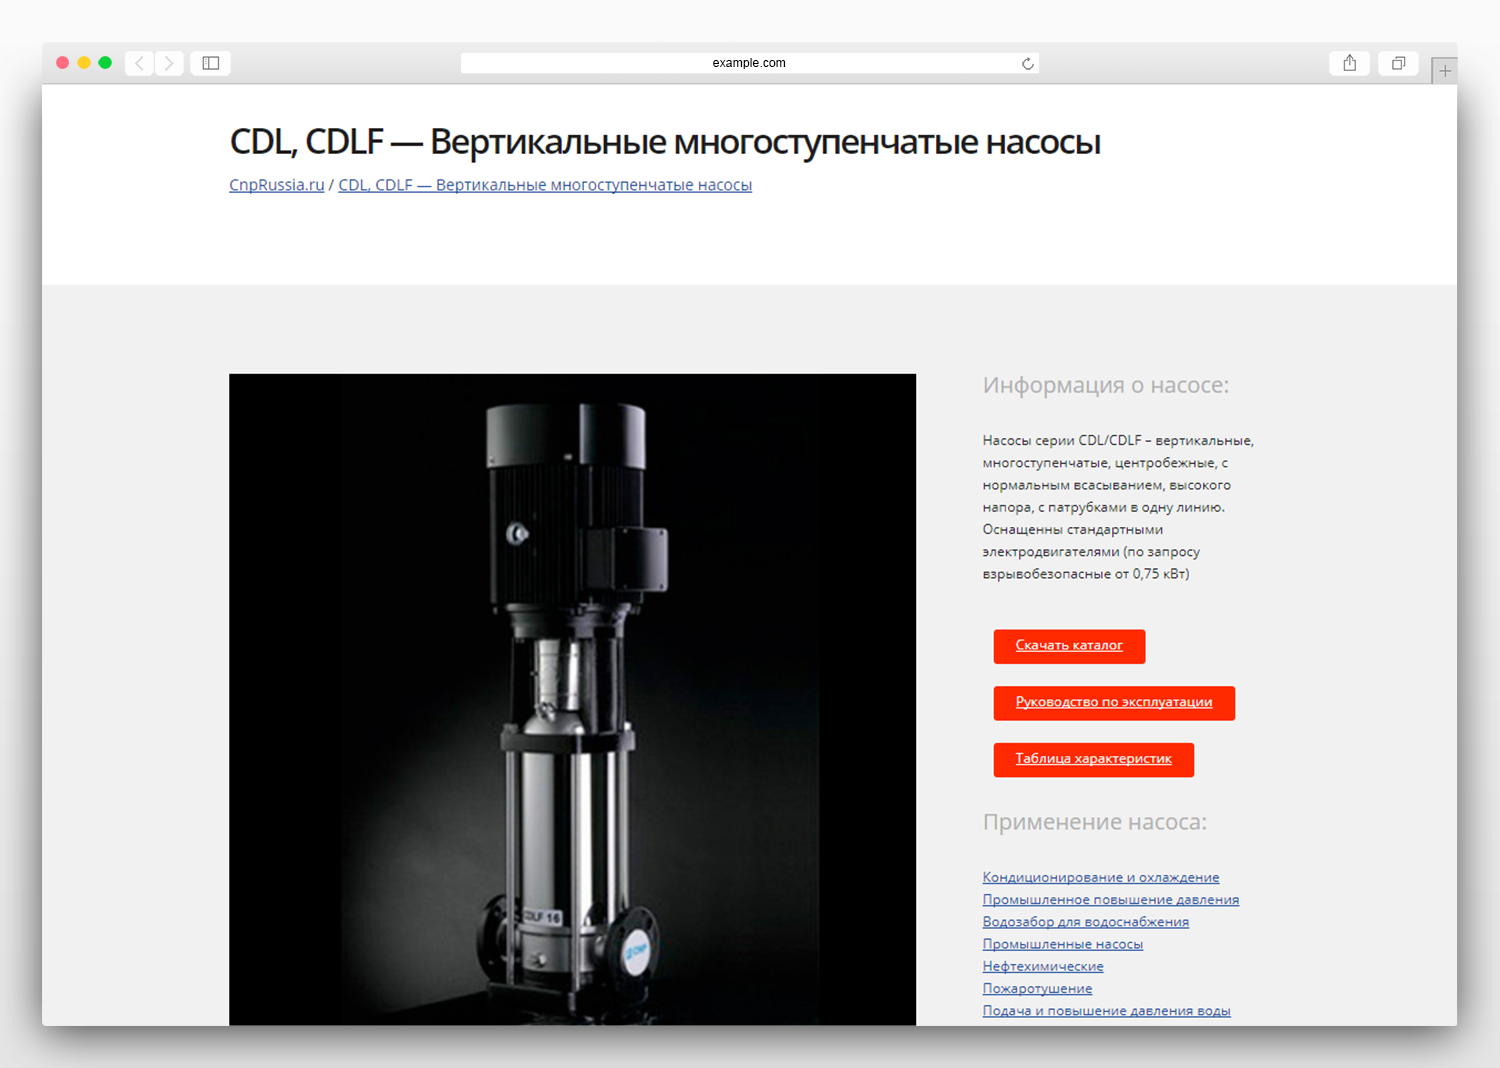 example.com
CDL, CDLF — Вертикальные многоступенчатые насосы
CnpRussia.ru / CDL, CDLF — Вертикальные многоступенчатые насосы
Информация о насосе:
Насосы серии CDL/CDLF – вертикальные,
многоступенчатые, центробежные, с
нормальным всасыванием, высокого
напора, с патрубками в одну линию.
Оснащенны стандартными
электродвигателями (по запросу
взрывобезопасные от 0,75 кВт)
Скачать каталог
Руководство по эксплуатации
Таблица характеристик
Применение насоса:
Кондиционирование и охлаждение
Промышленное повышение давления
Водозабор для водоснабжения
Промышленные насосы
Нефтехимические
Пожаротушение
Подача и повышение давления воды
CDLF 16
CNP